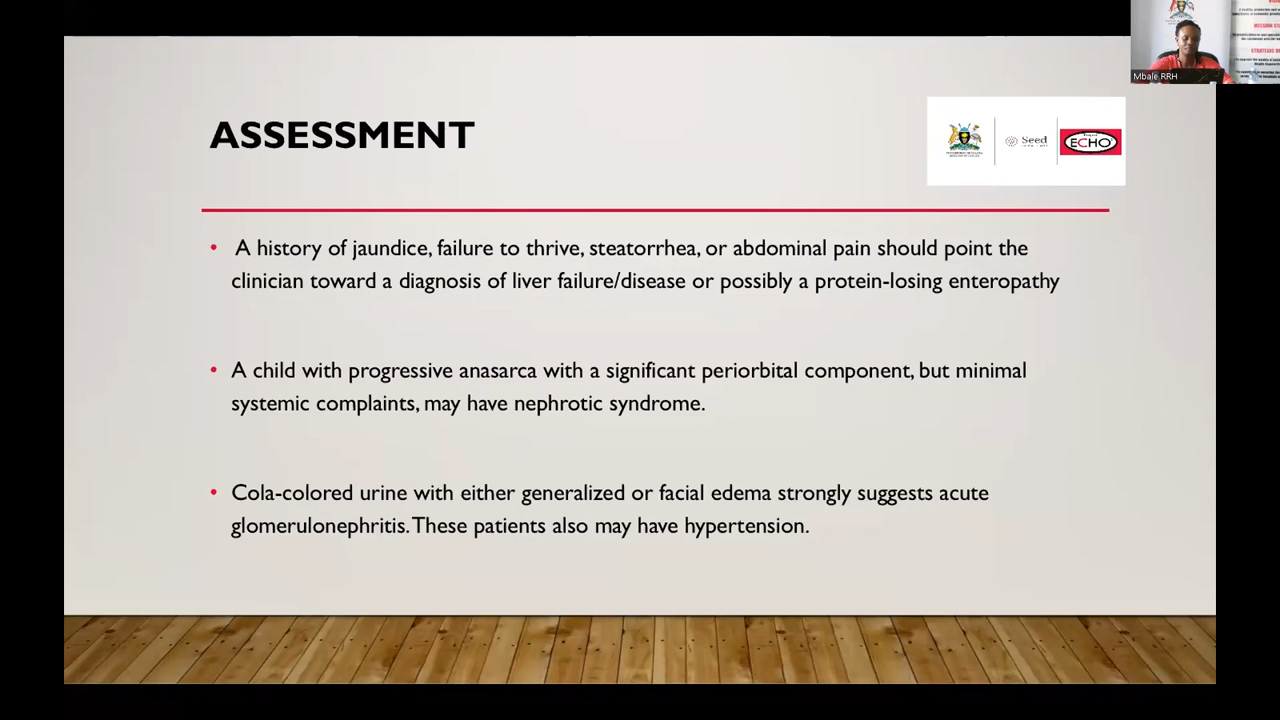 ASSESSMENT
Seed
ECHO
Mbale RRH
A history of jaundice, failure to thrive, steatorrhea, or abdominal pain should point the
clinician toward a diagnosis of liver failure/disease or possibly a protein-losing enteropathy
A child with progressive anasarca with a significant periorbital component, but minimal
systemic complaints, may have nephrotic syndrome.
Cola-colored urine with either generalized or facial edema strongly suggests acute
glomerulonephritis. These patients also may have hypertension.